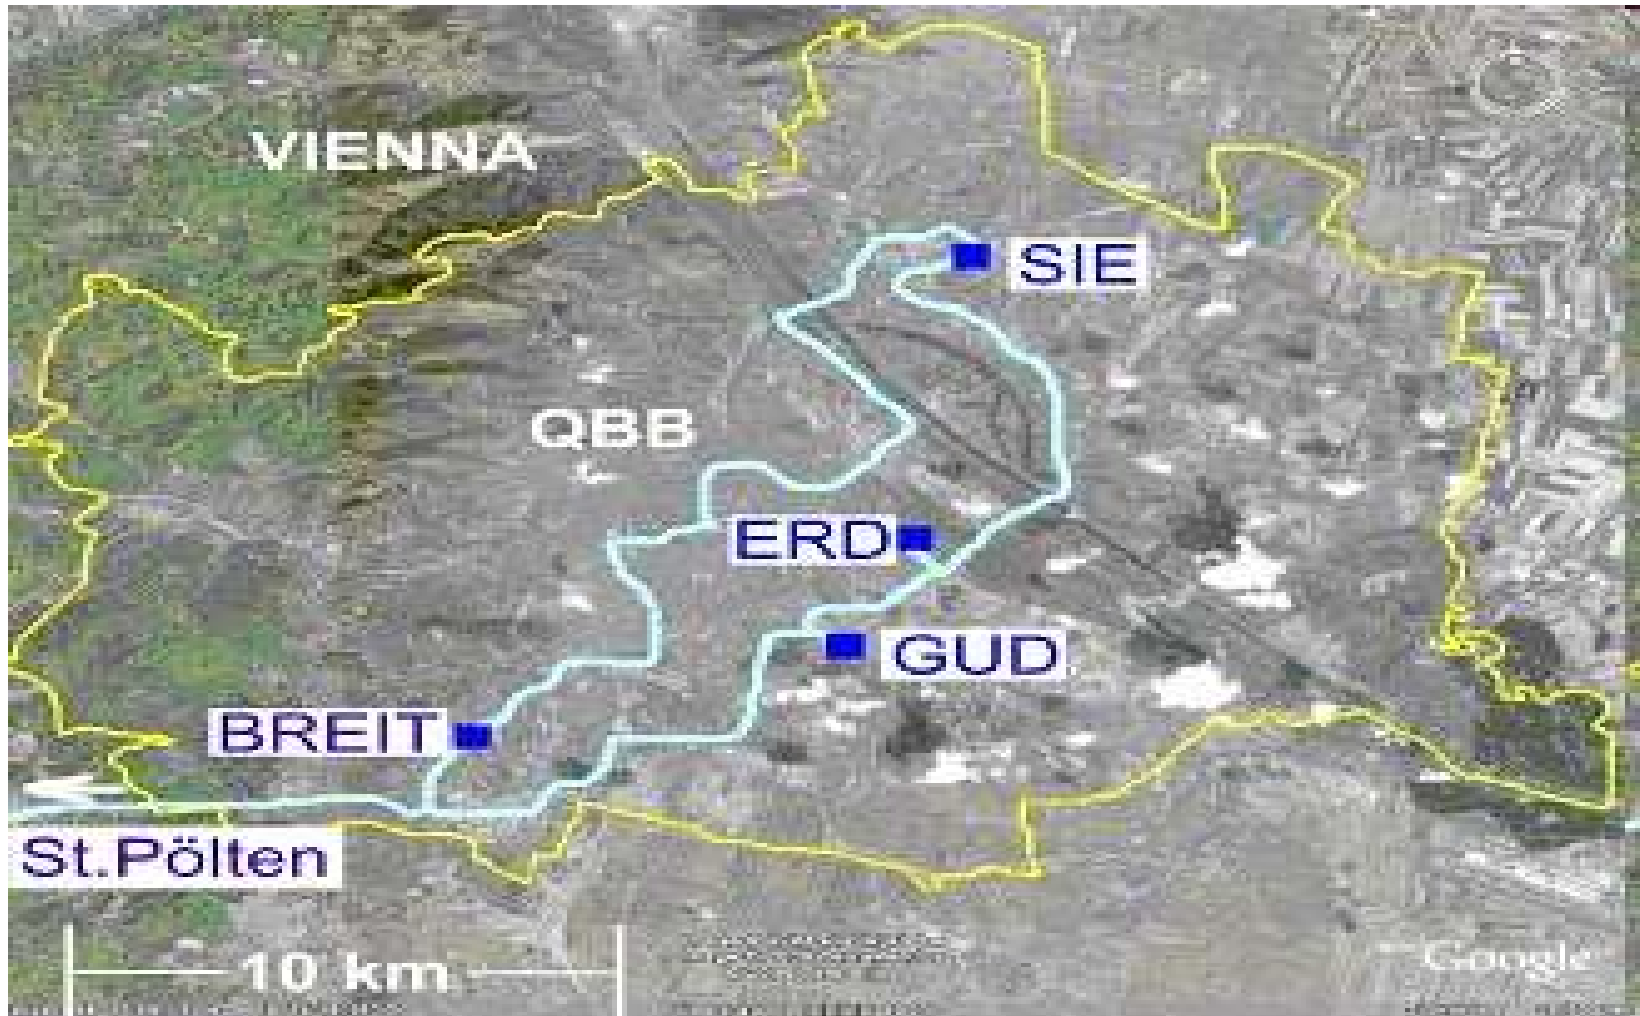 VIENNA
SIE
QBB
ERD
GUD
BREIT
St.Pölten
10 km
Google